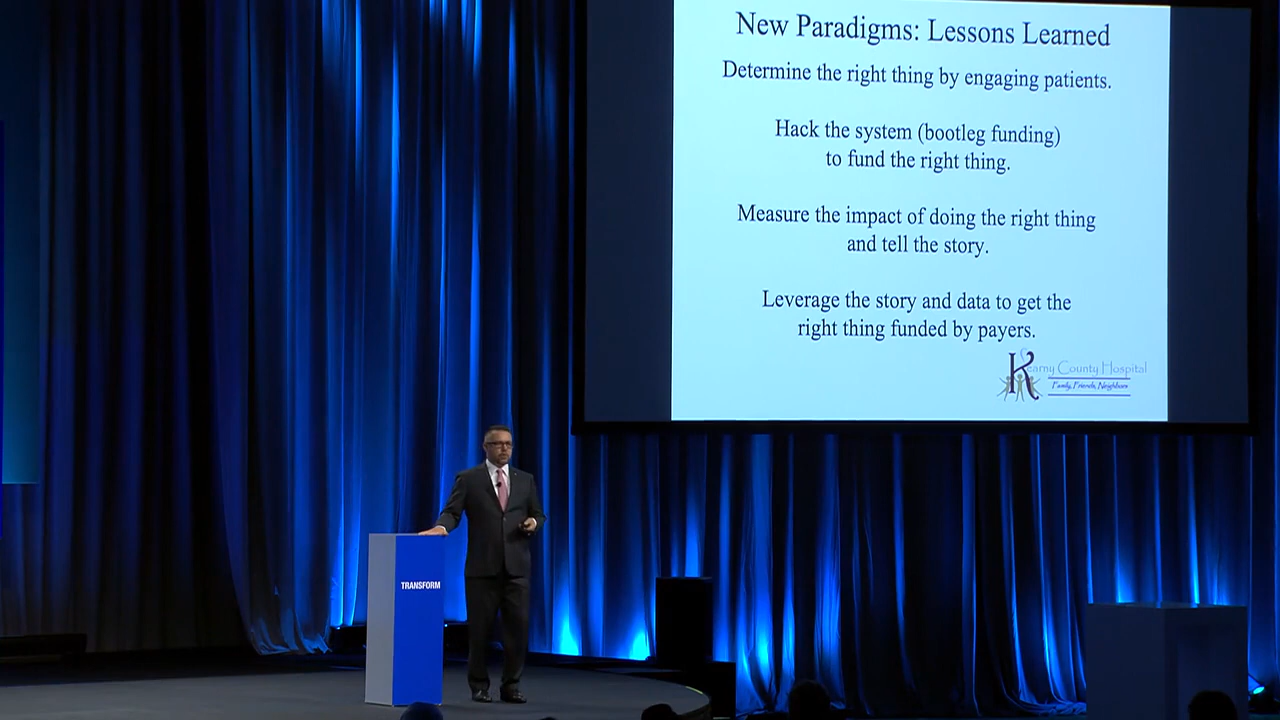 New Paradigms: Lessons Learned
Determine the right thing by engaging patients.
Hack the system (bootleg funding)
to fund the right thing.
Measure the impact of doing the right thing
and tell the story.
Leverage the story and data to get the
right thing funded by payers.
Kearny County Hospital
Family, Friends, Neighbors
TRANSFORM